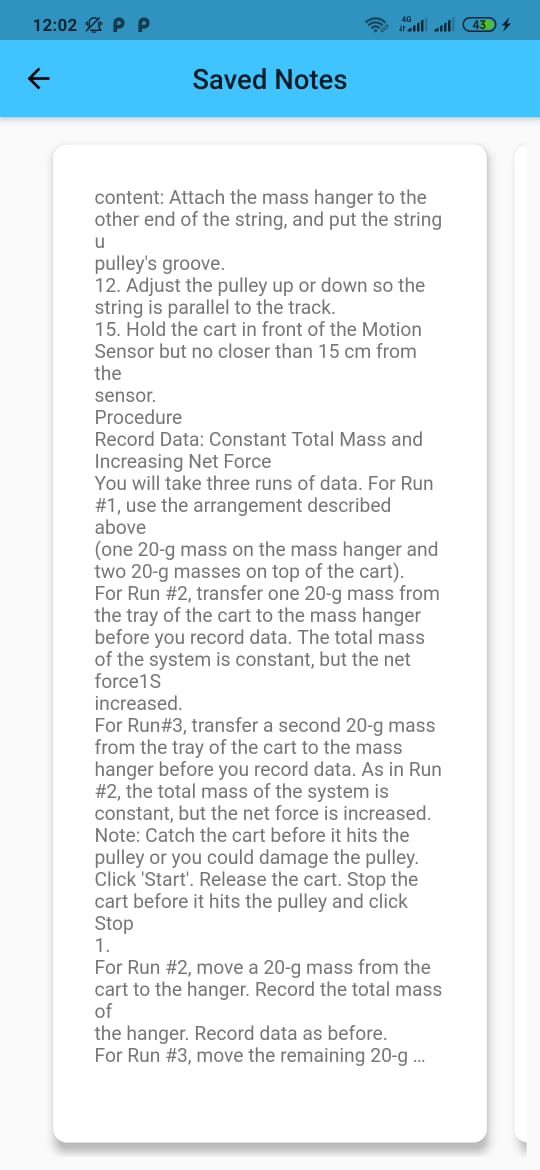 12:02
4G
43
Saved Notes
content: Attach the mass hanger to the
other end of the string, and put the string
u
pulley's groove.
12. Adjust the pulley up or down so the
string is parallel to the track.
15. Hold the cart in front of the Motion
Sensor but no closer than 15 cm from
the
sensor.
Procedure
Record Data: Constant Total Mass and
Increasing Net Force
You will take three runs of data. For Run
#1, use the arrangement described
above
(one 20-g mass on the mass hanger and
two 20-g masses on top of the cart).
For Run #2, transfer one 20-g mass from
the tray of the cart to the mass hanger
before you record data. The total mass
of the system is constant, but the net
force1S
increased.
For Run#3, transfer a second 20-g mass
from the tray of the cart to the mass
hanger before you record data. As in Run
#2, the total mass of the system is
constant, but the net force is increased.
Note: Catch the cart before it hits the
pulley or you could damage the pulley.
Click 'Start'. Release the cart. Stop the
cart before it hits the pulley and click
Stop
1.
For Run #2, move a 20-g mass from the
cart to the hanger. Record the total mass
of
the hanger. Record data as before.
For Run #3, move the remaining 20-g ...